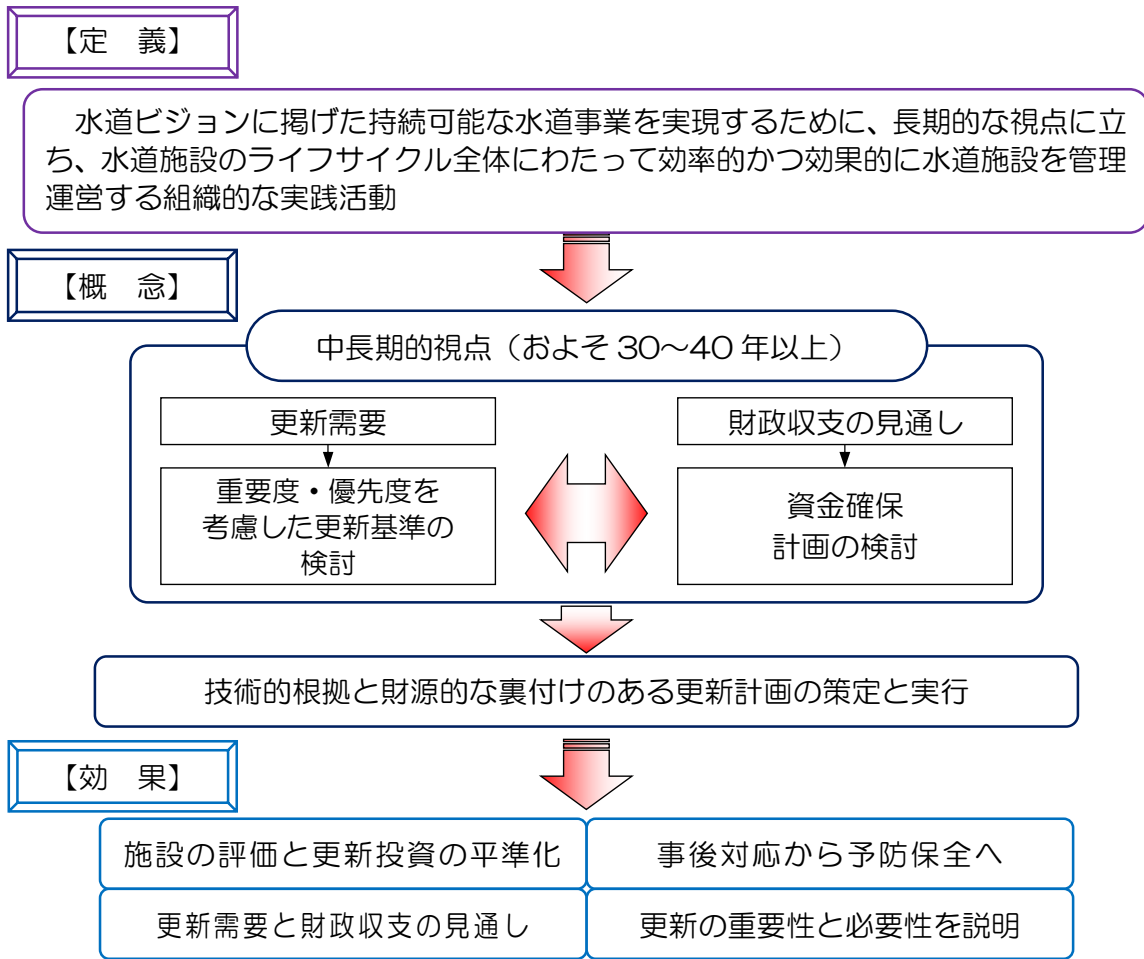 【定　義】
　水道ビジョンに掲げた持続可能な水道事業を実現するために、長期的な視点に立
ち、水道施設のライフサイクル全体にわたって効率的かつ効果的に水道施設を管理
運営する組織的な実践活動
【概　念】
中長期的視点（およそ30～40年以上）
更新需要
重要度・優先度を
考慮した更新基準の
検討
財政収支の見通し
資金確保
計画の検討
技術的根拠と財源的な裏付けのある更新計画の策定と実行
【効　果】
施設の評価と更新投資の平準化
事後対応から予防保全へ
更新需要と財政収支の見通し
更新の重要性と必要性を説明